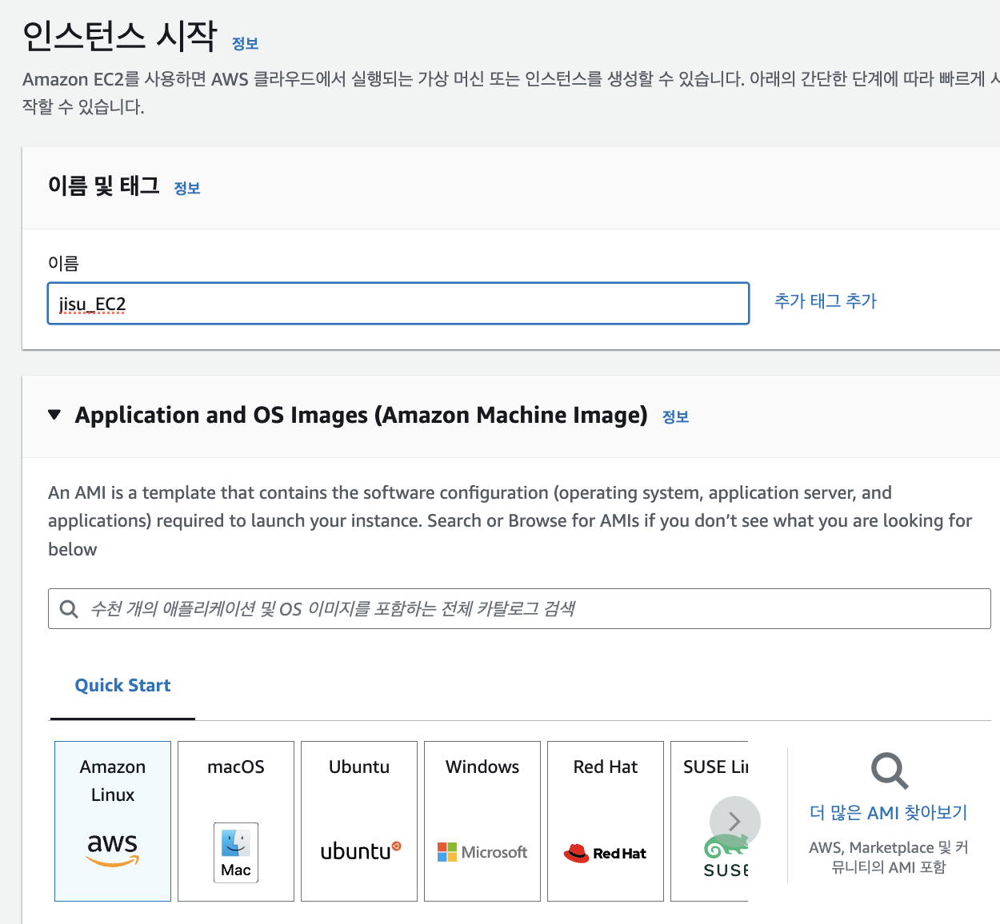 인스턴스 시작 정보
Amazon EC2를 사용하면 AWS 클라우드에서 실행되는 가상 머신 또는 인스턴스를 생성할 수 있습니다. 아래의 간단한 단계에 따라 빠르게 시
작할 수 있습니다.
이름 및 태그 정보
이름
jisu_EC2
추가 태그 추가
Application and OS Images (Amazon Machine Image) 정보
An AMI is a template that contains the software configuration (operating system, application server, and
applications) required to launch your instance. Search or Browse for AMIs if you don’t see what you are looking for
below
수천 개의 애플리케이션 및 OS 이미지를 포함하는 전체 카탈로그 검색
Quick Start
Amazon
Linux
aws
macOS
Mac
Ubuntu
ubuntu
Windows
Microsoft
Red Hat
Red Hat
SUSE Li
SUSE
더 많은 AMI 찾아보기
AWS, Marketplace 및 커
뮤니티의 AMI 포함